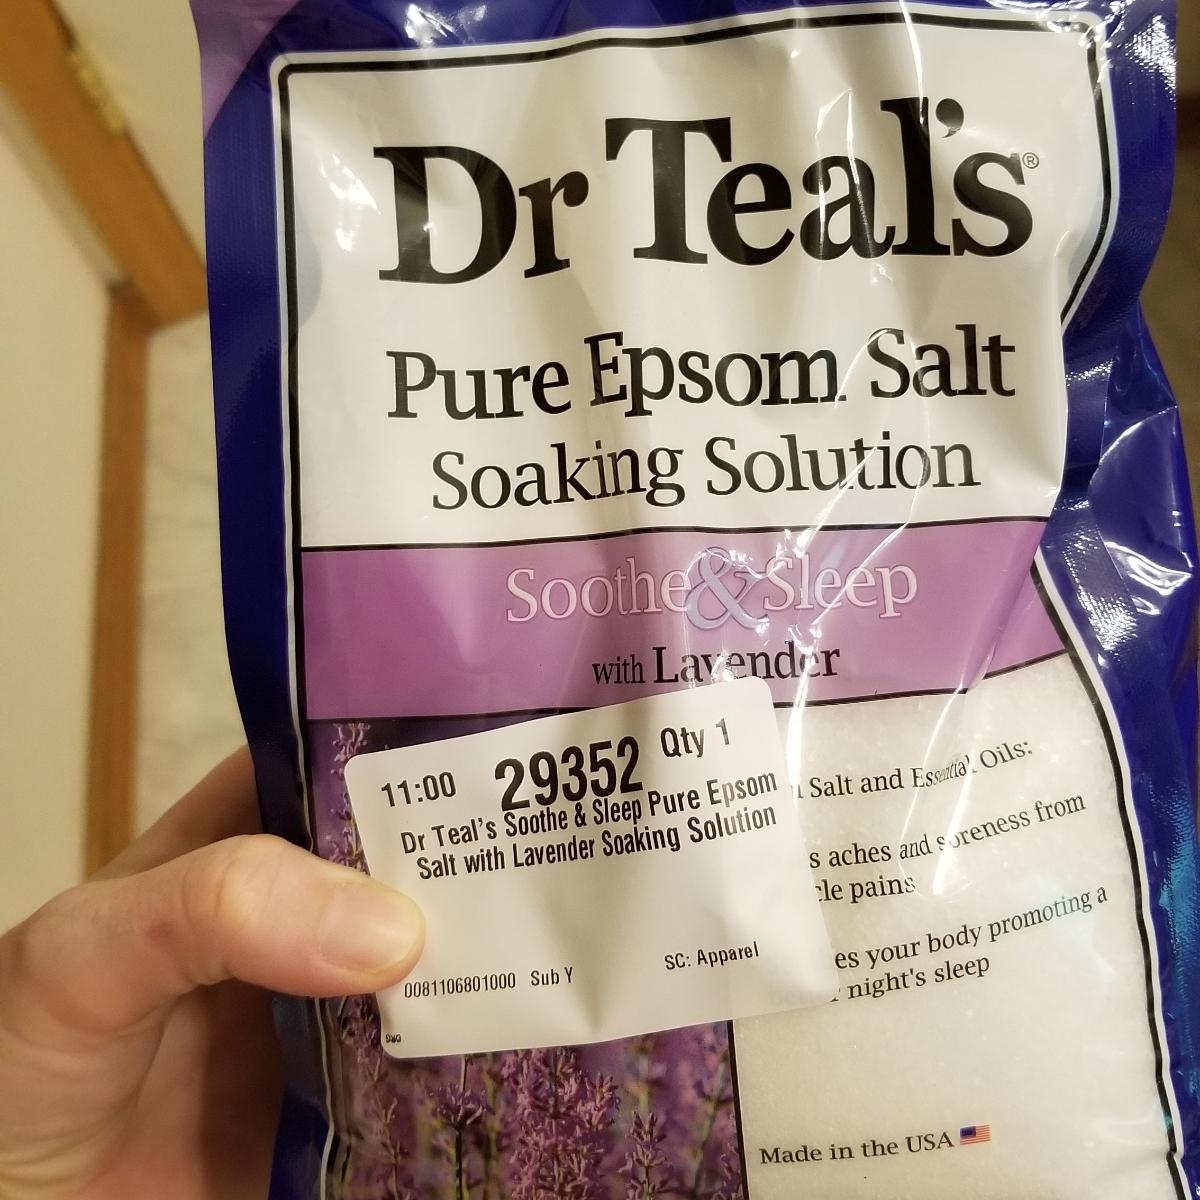 Dr Teal's®
Pure Epsom Salt
Soaking Solution
Soothe & Sleep
with Lavender
11:00 29352 Qty 1
Dr Teal's Soothe & Sleep Pure Epsom
Salt with Lavender Soaking Solution
0081106801000 Sub Y SC: Apparel
Salt and Essential Oils:
aches and soreness from
pains
your body promoting a
night's sleep
Made in the USA